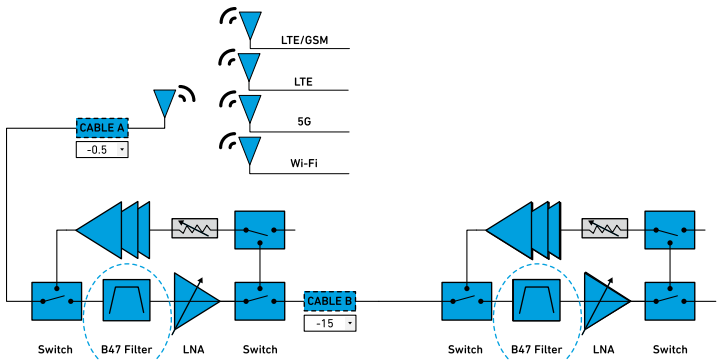 LTE/GSM
LTE
CABLE A
5G
-0.5
Wi-Fi
CABLE B
-15
Switch B47 Filter LNA Switch Switch B47 Filter LNA Switch